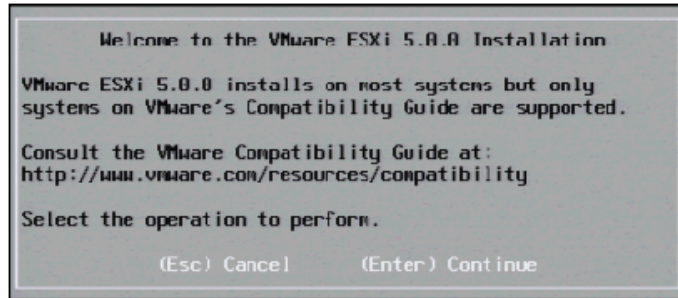 Welcome to the VMware ESXi 5.0.0 Installation
VMware ESXi 5.0.0 installs on most systems but only
systems on VMware's Compatibility Guide are supported.
Consult the VMware Compatibility Guide at:
http://www.vmware.com/resources/compatibility
Select the operation to perform.
(Esc) Cancel (Enter) Continue